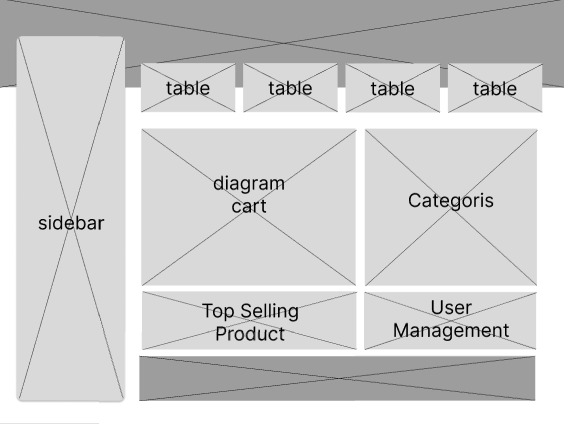 table
table
table
table
sidebar
diagram
cart
Categoris
Top Selling
Product
User
Management